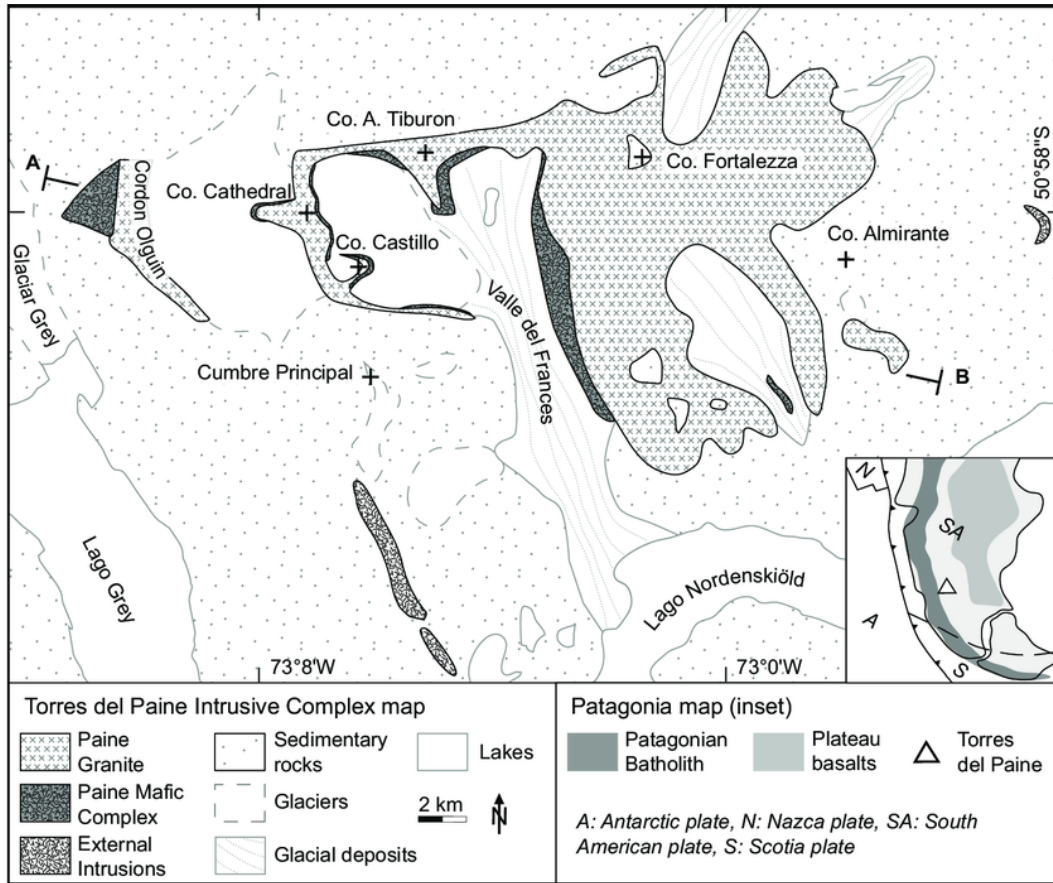 Co. A. Tiburon
A
Cordon Olguin
Co. Cathedral
Co. Fortalezza
50°58''S
Co. Castillo
Co. Almirante
Glaciar Grey
Valle del Frances
Cumbre Principal
B
Lago Grey
Lago Nordenskiöld
N
SA
A
S
73°8'W
73°0'W
Torres del Paine Intrusive Complex map
Paine
Granite
Paine Mafic
Complex
External
Intrusions
Sedimentary
rocks
Glaciers
Glacial deposits
Lakes
2 km
N
Patagonia map (inset)
Patagonian
Batholith
Plateau
basalts
Torres
del Paine
A: Antarctic plate, N: Nazca plate, SA: South
American plate, S: Scotia plate